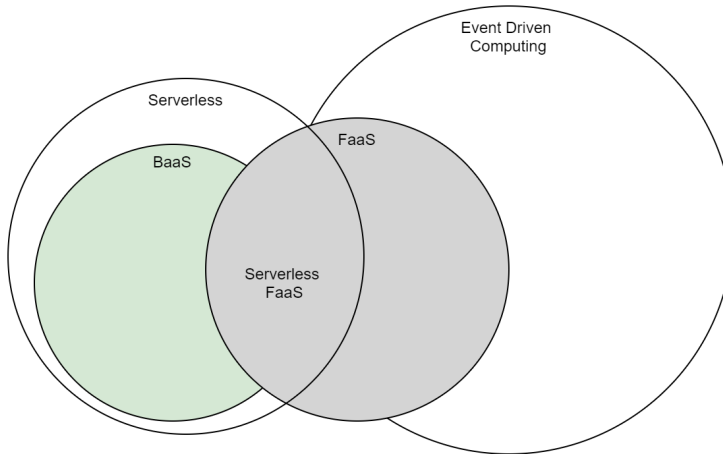 Event Driven
Computing
Serverless
FaaS
BaaS
Serverless
FaaS